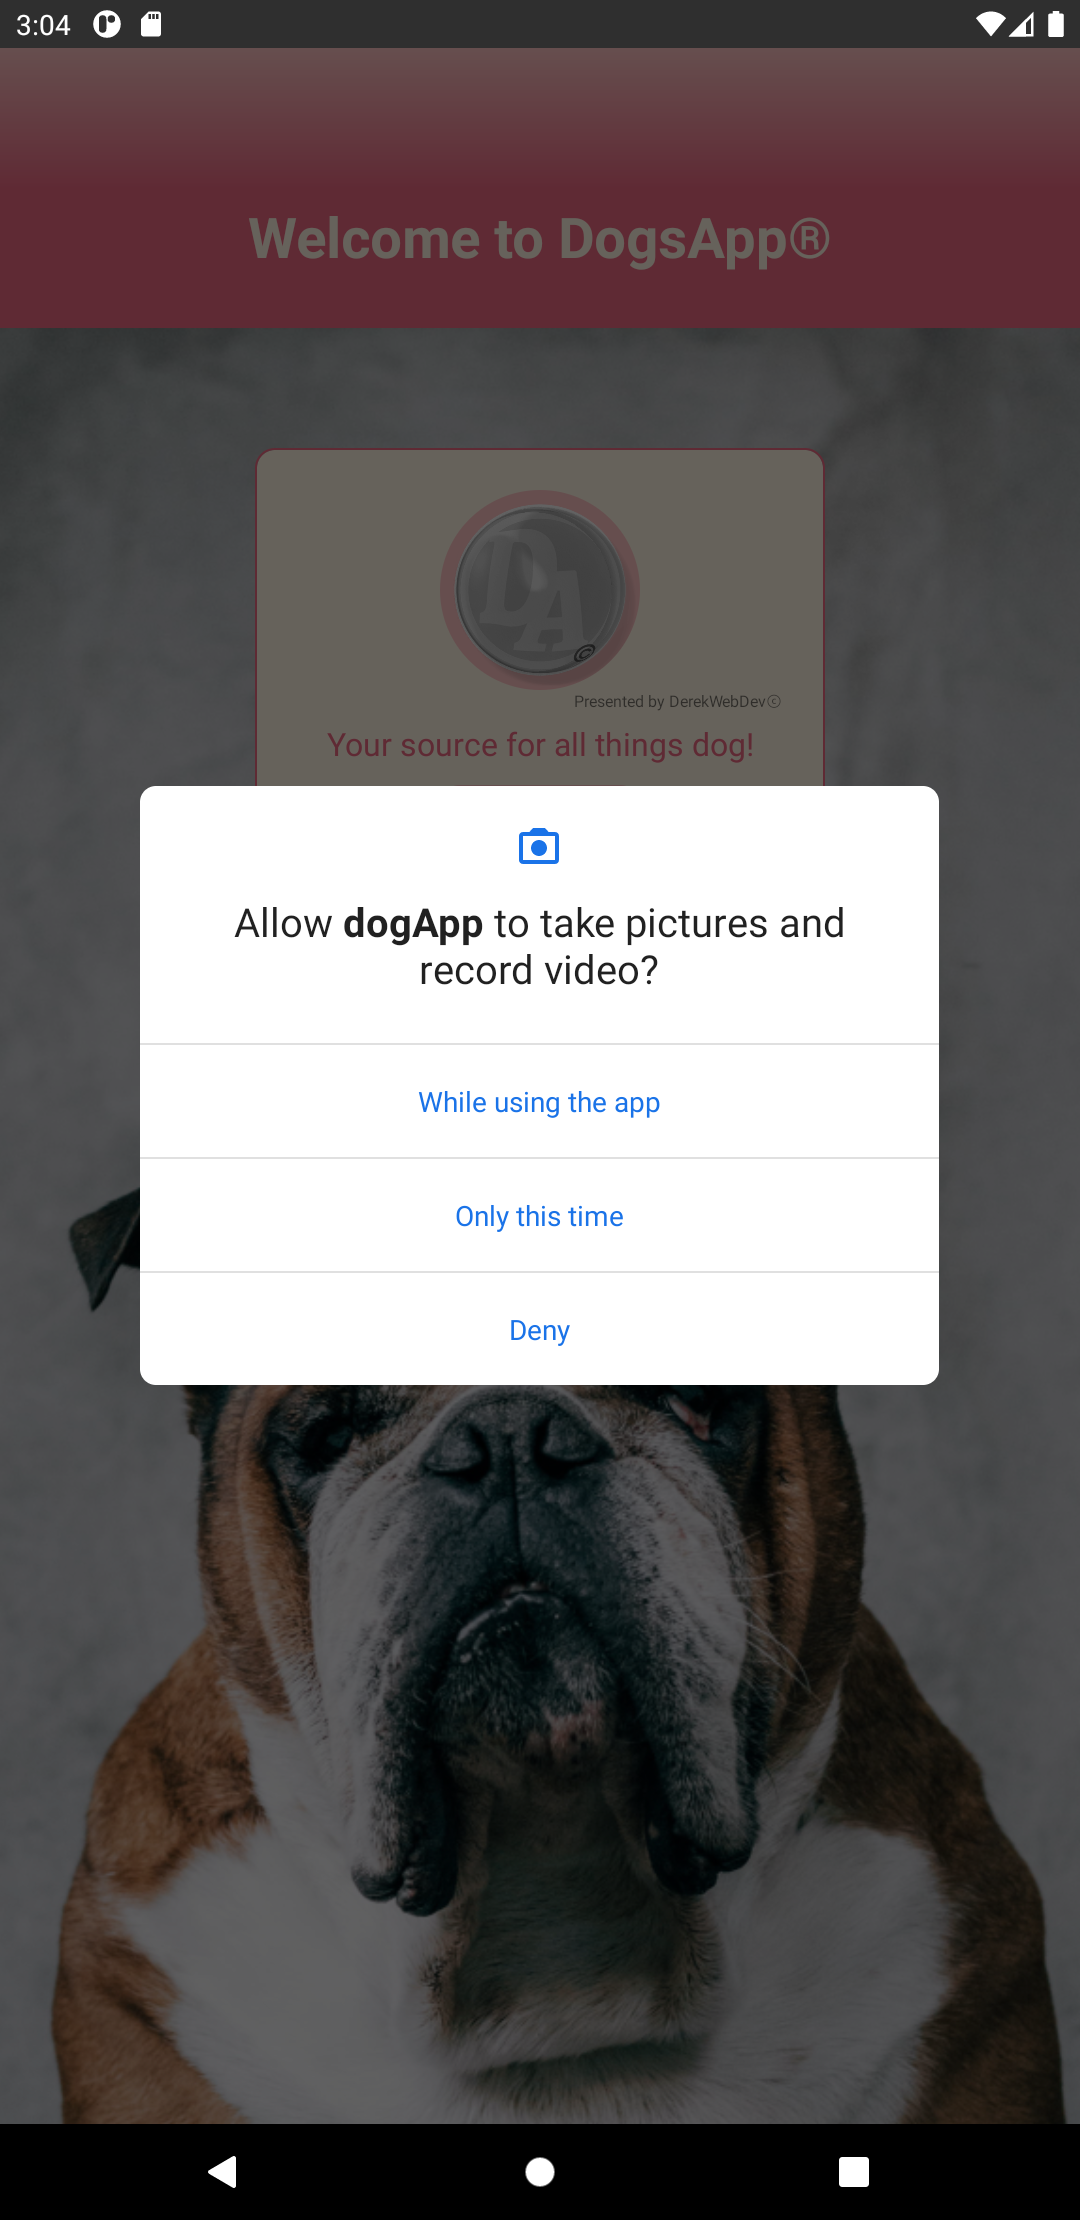 3:04
Welcome to DogsApp®
DA
Presented by DerekWebDevⓒ
Your source for all things dog!
Allow dogApp to take pictures and
record video?
While using the app
Only this time
Deny